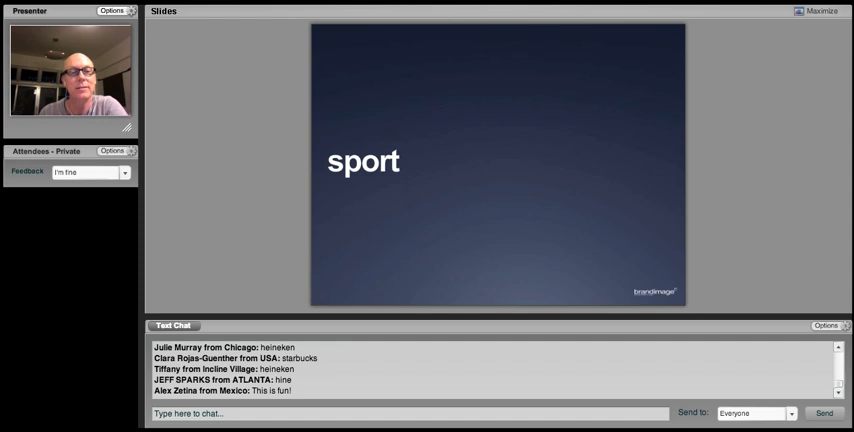 Presenter
Options
Slides
Maximize
Attendees - Private
Options
Feedback
I'm fine
sport
brandimage
Text Chat
Options
Julie Murray from Chicago: heineken
Clara Rojas-Guenther from USA: starbucks
Tiffany from Incline Village: heineken
JEFF SPARKS from ATLANTA: hine
Alex Zetina from Mexico: This is fun!
Type here to chat...
Send to:
Everyone
Send